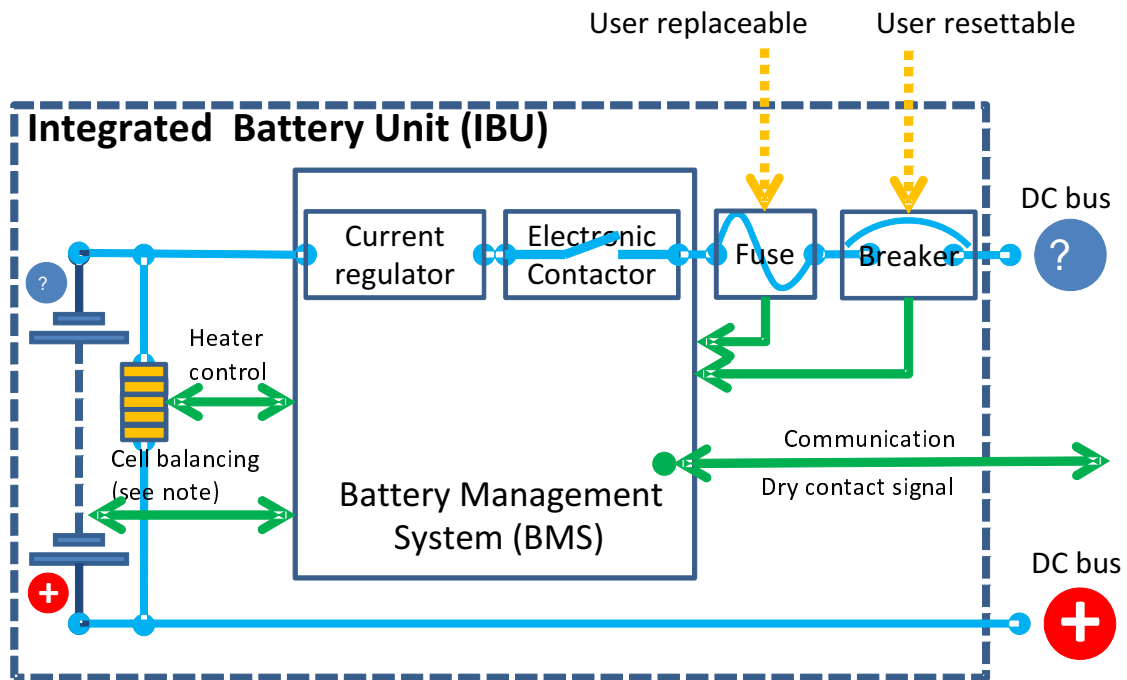 User replaceable
User resettable
Integrated Battery Unit (IBU)
DC bus
?
Current
regulator
Electronic
Contactor
Fuse
Breaker
?
Heater
control
Cell balancing
(see note)
Communication
Dry contact signal
Battery Management
System (BMS)
DC bus
+
+